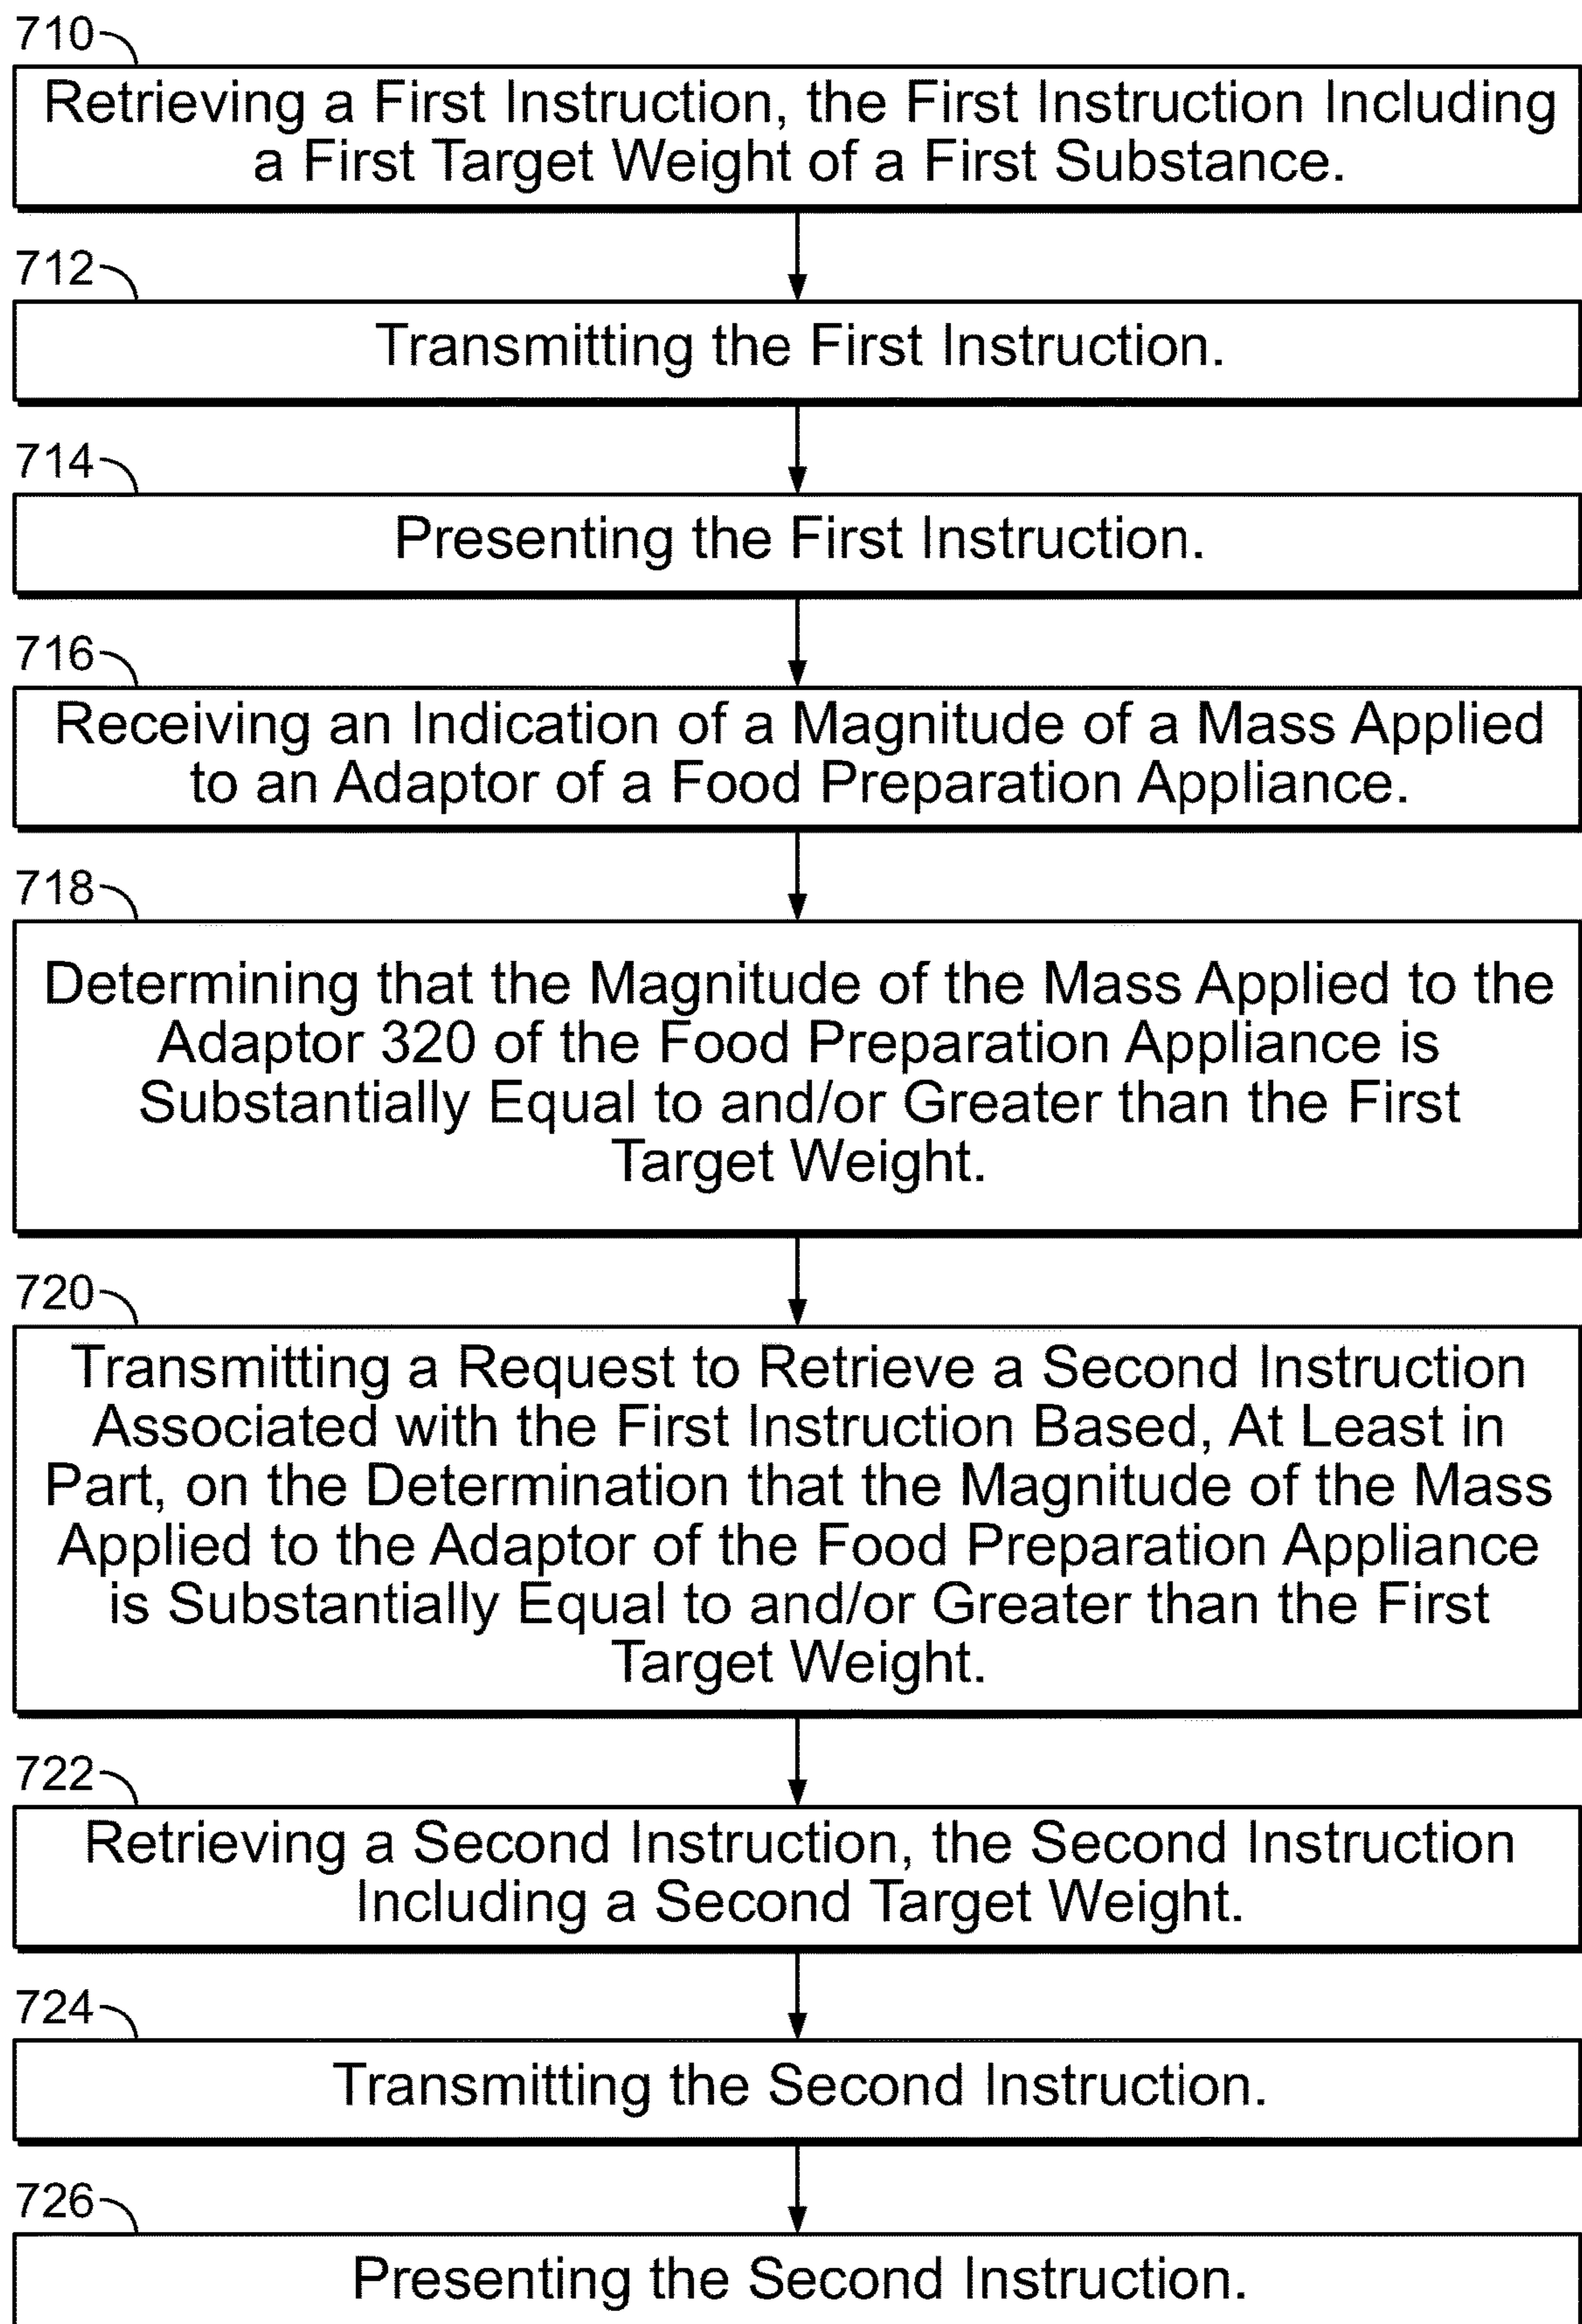 710
Retrieving a First Instruction, the First Instruction Including
a First Target Weight of a First Substance.
712
Transmitting the First Instruction.
714
Presenting the First Instruction.
716
Receiving an Indication of a Magnitude of a Mass Applied
to an Adaptor of a Food Preparation Appliance.
718
Determining that the Magnitude of the Mass Applied to the
Adaptor 320 of the Food Preparation Appliance is
Substantially Equal to and/or Greater than the First
Target Weight.
720
Transmitting a Request to Retrieve a Second Instruction
Associated with the First Instruction Based, At Least in
Part, on the Determination that the Magnitude of the Mass
Applied to the Adaptor of the Food Preparation Appliance
is Substantially Equal to and/or Greater than the First
Target Weight.
722
Retrieving a Second Instruction, the Second Instruction
Including a Second Target Weight.
724
Transmitting the Second Instruction.
726
Presenting the Second Instruction.